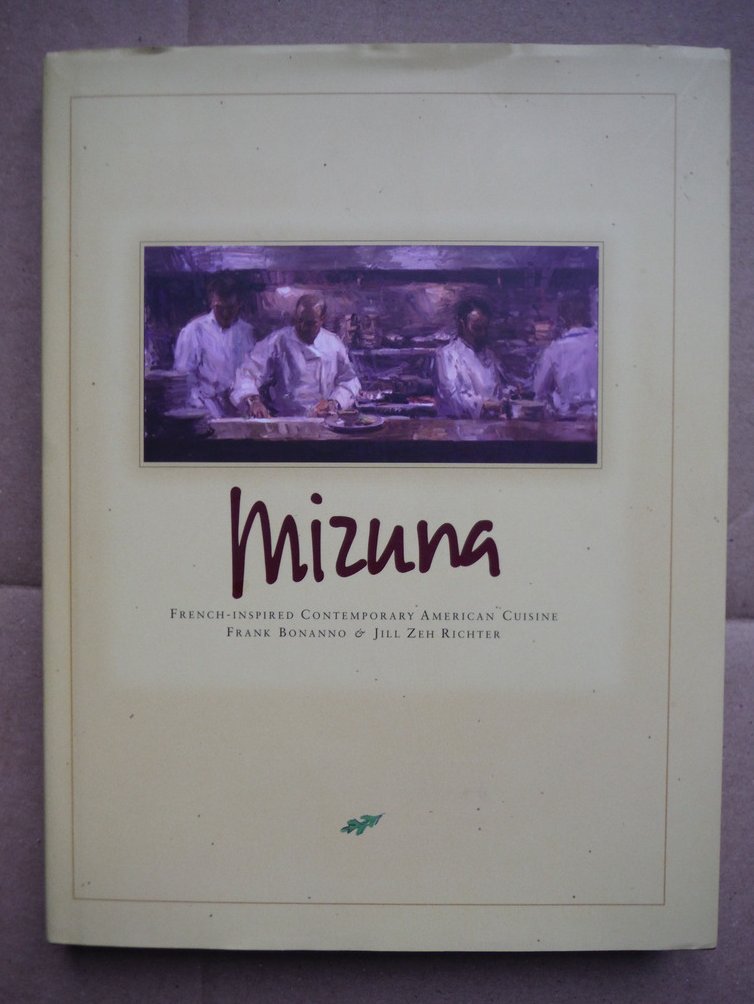 Mizuna
French-inspired Contemporary American Cuisine
Frank Bonanno & Jill Zeh Richter